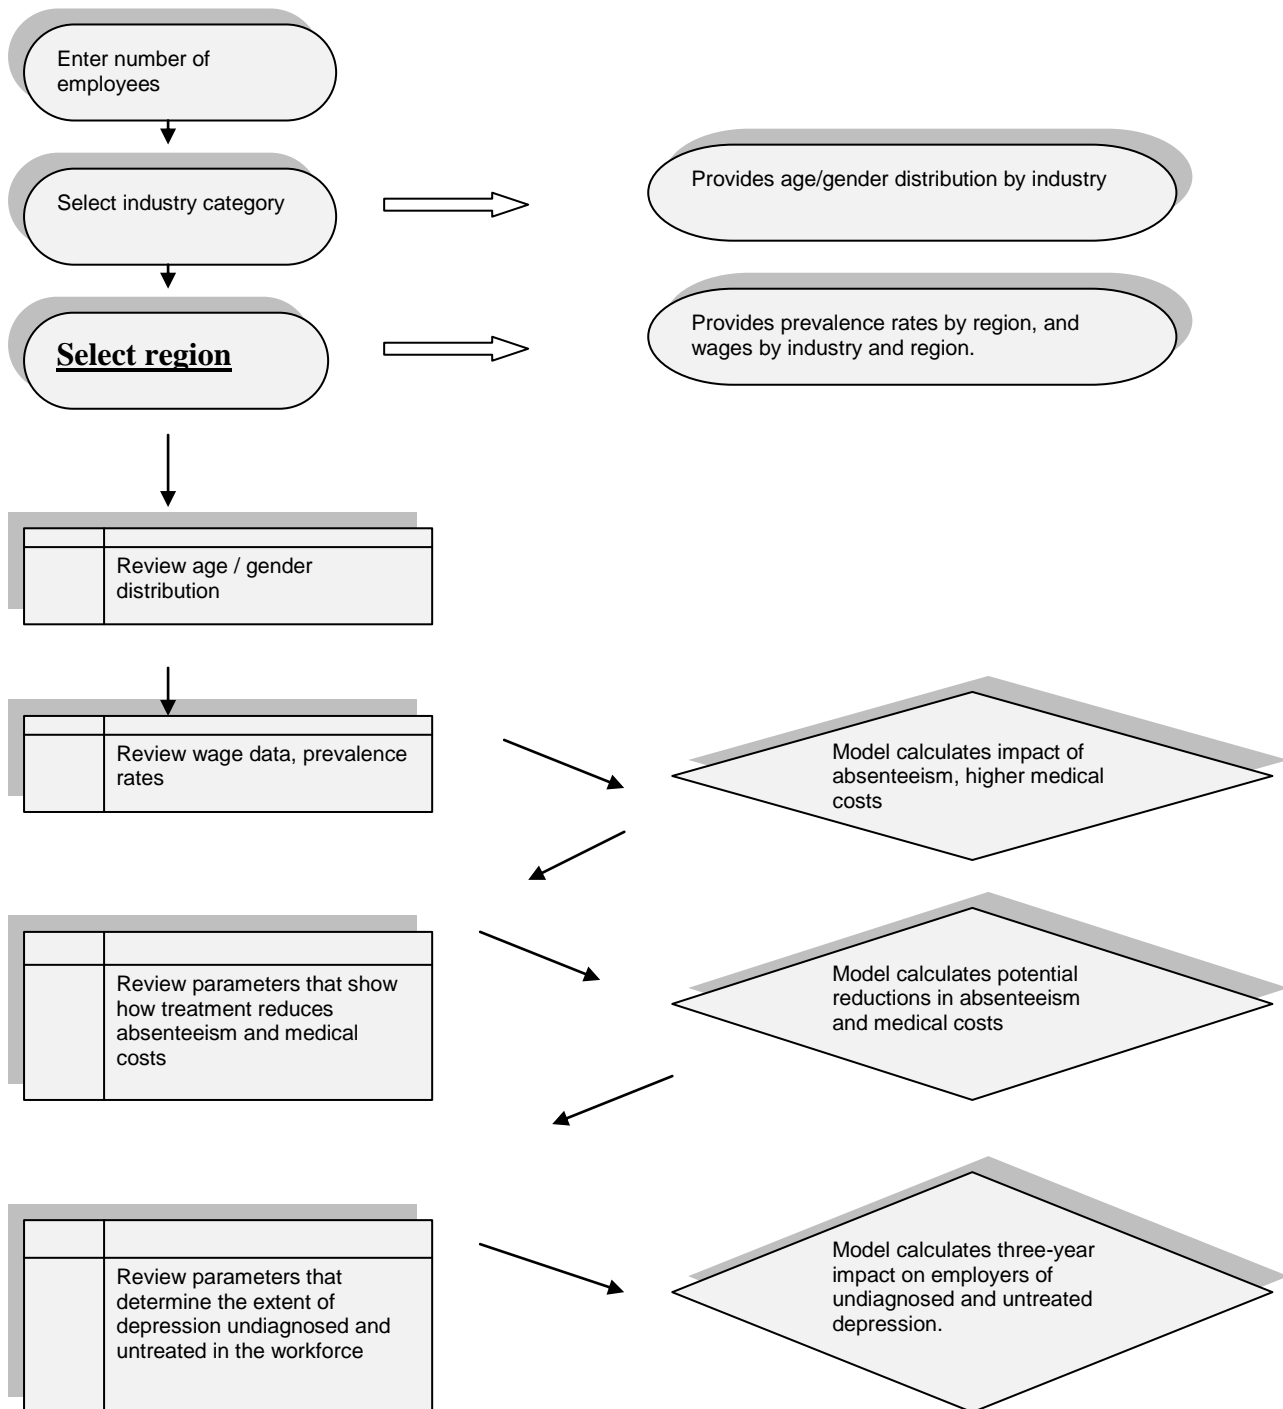 Enter number of
employees
Select industry category
Provides age/gender distribution by industry
Select region
Provides prevalence rates by region, and
wages by industry and region.
Review age / gender
distribution
Review wage data, prevalence
rates
Model calculates impact of
absenteeism, higher medical
costs
Review parameters that show
how treatment reduces
absenteeism and medical
costs
Model calculates potential
reductions in absenteeism
and medical costs
Review parameters that
determine the extent of
depression undiagnosed and
untreated in the workforce
Model calculates three-year
impact on employers of
undiagnosed and untreated
depression.